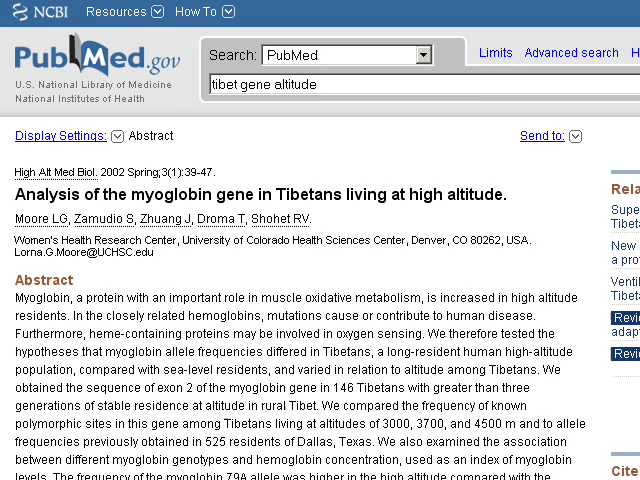 NCBI Resources How To
PubMed.gov
U.S. National Library of Medicine
National Institutes of Health
Search: PubMed
Limits Advanced search H
tibet gene altitude
Display Settings: Abstract
Send to:
High Alt Med Biol. 2002 Spring;3(1):39-47.
Analysis of the myoglobin gene in Tibetans living at high altitude.
Moore LG, Zamudio S, Zhuang J, Droma T, Shohet RV.
Women's Health Research Center, University of Colorado Health Sciences Center, Denver, CO 80262, USA.
Lorna.G.Moore@UCHSC.edu
Abstract
Myoglobin, a protein with an important role in muscle oxidative metabolism, is increased in high altitude
residents. In the closely related hemoglobins, mutations cause or contribute to human disease.
Furthermore, heme-containing proteins may be involved in oxygen sensing. We therefore tested the
hypotheses that myoglobin allele frequencies differed in Tibetans, a long-resident human high-altitude
population, compared with sea-level residents, and varied in relation to altitude among Tibetans. We
obtained the sequence of exon 2 of the myoglobin gene in 146 Tibetans with greater than three
generations of stable residence at altitude in rural Tibet. We compared the frequency of known
polymorphic sites in this gene among Tibetans living at altitudes of 3000, 3700, and 4500 m and to allele
frequencies previously obtained in 525 residents of Dallas, Texas. We also examined the association
between different myoglobin genotypes and hemoglobin concentration, used as an index of myoglobin
levels. The frequency of the myoglobin 79A allele was higher in the high altitude compared with the
Rela
Supe
Tibet
New
a pro
Ventil
Tibet
Revi
adap
Revi
Cite